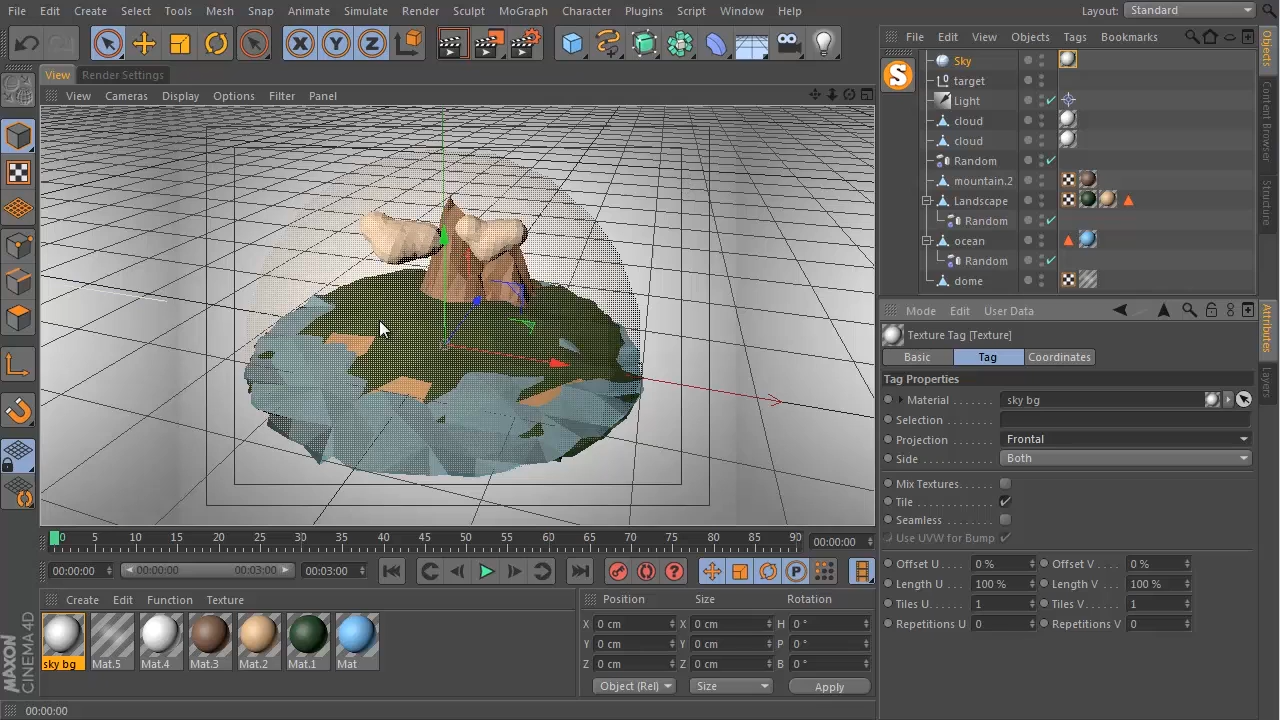 File Edit Create Select Tools Mesh Snap Animate Simulate Render Sculpt MoGraph Character Plugins Script Window Help Layout: Standard
View Render Settings
View Cameras Display Options Filter Panel
File Edit View Objects Tags Bookmarks
Sky
target
Light
cloud
cloud
Random
mountain.2
Landscape
Random
ocean
Random
dome
Objects
Content Browser
Structure
Mode Edit User Data
Texture Tag [Texture]
Basic Tag Coordinates
Tag Properties
Material sky bg
Selection
Projection Frontal
Side Both
Mix Textures
Tile
Seamless
Use UVW for Bump
Offset U 0 % Offset V 0 %
Length U 100 % Length V 100 %
Tiles U 1 Tiles V 1
Repetitions U 0 Repetitions V 0
Attributes
Layers
0 5 10 15 20 25 30 35 40 45 50 55 60 65 70 75 80 85 90 00:00:00
00:00:00 00:00:00 00:03:00 00:03:00
Create Edit Function Texture
sky bg Mat.5 Mat.4 Mat.3 Mat.2 Mat.1 Mat
Position Size Rotation
X 0 cm X 0 cm H 0 °
Y 0 cm Y 0 cm P 0 °
Z 0 cm Z 0 cm B 0 °
Object (Rel) Size Apply
MAXON
CINEMA 4D
00:00:00